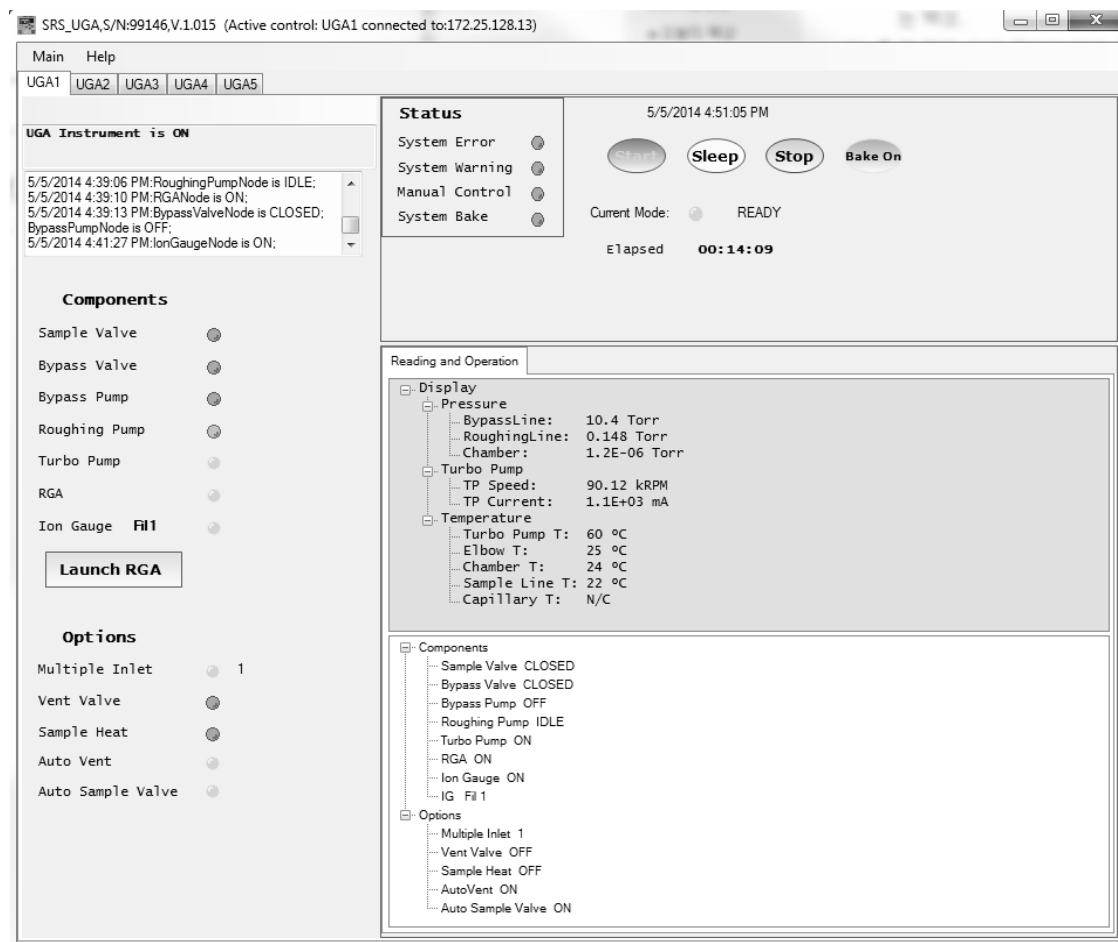 SRS_UGA,S/N:99146,V.1.015 (Active control: UGA1 connected to:172.25.128.13)
Main Help
UGA1 UGA2 UGA3 UGA4 UGA5
UGA Instrument is ON
5/5/2014 4:39:06 PM:RoughingPumpNode is IDLE;
5/5/2014 4:39:10 PM:RGANode is ON;
5/5/2014 4:39:13 PM:BypassValveNode is CLOSED;
BypassPumpNode is OFF;
5/5/2014 4:41:27 PM:IonGaugeNode is ON;
Components
Sample Valve
Bypass Valve
Bypass Pump
Roughing Pump
Turbo Pump
RGA
Ion Gauge Fil1
Launch RGA
Options
Multiple Inlet 1
Vent Valve
Sample Heat
Auto Vent
Auto Sample Valve
Status
System Error
System Warning
Manual Control
System Bake
5/5/2014 4:51:05 PM
Start Sleep Stop Bake On
Current Mode: READY
Elapsed 00:14:09
Reading and Operation
Display
Pressure
BypassLine: 10.4 Torr
RoughingLine: 0.148 Torr
Chamber: 1.2E-06 Torr
Turbo Pump
TP Speed: 90.12 kRPM
TP Current: 1.1E+03 mA
Temperature
Turbo Pump T: 60 ºC
Elbow T: 25 ºC
Chamber T: 24 ºC
Sample Line T: 22 ºC
Capillary T: N/C
Components
Sample Valve CLOSED
Bypass Valve CLOSED
Bypass Pump OFF
Roughing Pump IDLE
Turbo Pump ON
RGA ON
Ion Gauge ON
IG Fil 1
Options
Multiple Inlet 1
Vent Valve OFF
Sample Heat OFF
AutoVent ON
Auto Sample Valve ON